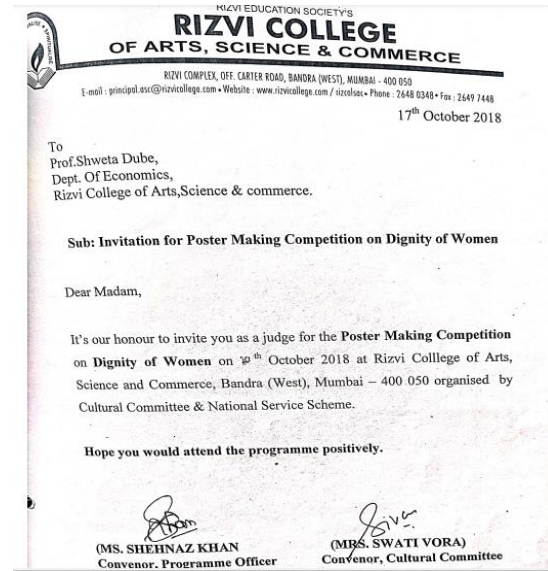 RIZVI EDUCATION SOCIETY'S
RIZVI COLLEGE
OF ARTS, SCIENCE & COMMERCE
RIZVI COMPLEX, OFF. CARTER ROAD, BANDRA (WEST), MUMBAI - 400 050
E-mail : principal.asc@rizvicollege.com • Website : www.rizvicollege.com / rizcolsac • Phone : 2648 0348 • Fax : 2649 7448
17th October 2018
To
Prof.Shweta Dube,
Dept. Of Economics,
Rizvi College of Arts,Science & commerce.
Sub: Invitation for Poster Making Competition on Dignity of Women
Dear Madam,
It's our honour to invite you as a judge for the Poster Making Competition
on Dignity of Women on th October 2018 at Rizvi Colllege of Arts,
Science and Commerce, Bandra (West), Mumbai – 400 050 organised by
Cultural Committee & National Service Scheme.
Hope you would attend the programme positively.
(MS. SHEHNAZ KHAN
Convenor, Programme Officer
(MRS. SWATI VORA)
Convenor, Cultural Committee